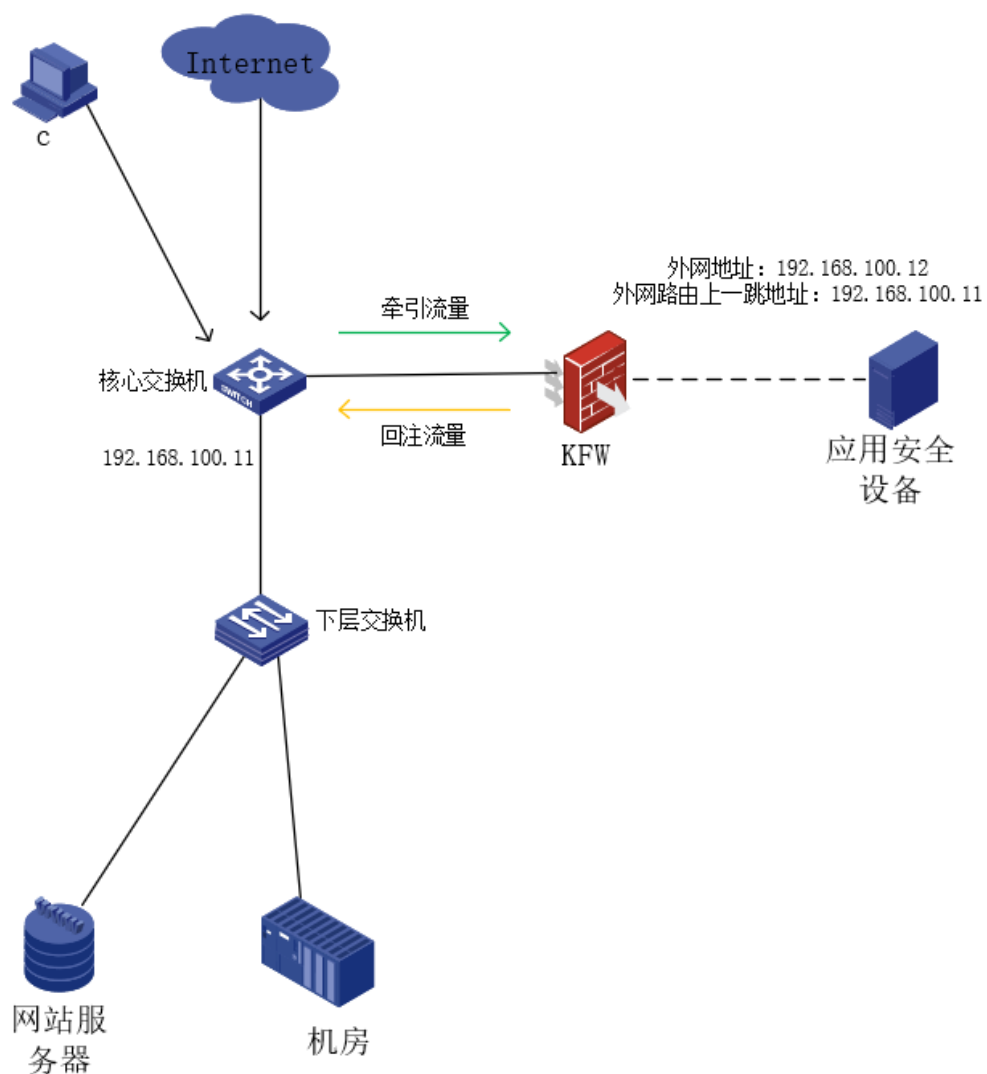 Internet
C
外网地址：192.168.100.12
外网路由上一跳地址：192.168.100.11
牵引流量
核心交换机
SWITCH
回注流量
192.168.100.11
KFW
应用安全
设备
下层交换机
网站服
务器
机房